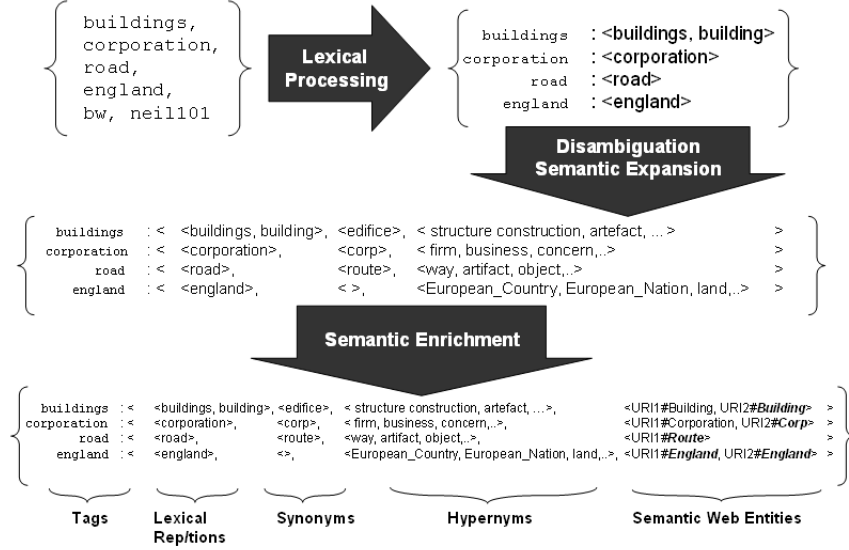 buildings,
corporation,
road,
england,
bw, neil101
Lexical
Processing
buildings : <buildings, building>
corporation : <corporation>
road : <road>
england : <england>
Disambiguation
Semantic Expansion
buildings : < <buildings, building>, <edifice>, < structure construction, artefact, ... > >
corporation : < <corporation>, <corp>, < firm, business, concern,..> >
road : < <road>, <route>, <way, artifact, object,..> >
england : < <england>, < >, <European_Country, European_Nation, land,..> >
Semantic Enrichment
buildings : < <buildings, building>, <edifice>, < structure construction, artefact, ...>, <URI1#Building, URI2#Building> >
corporation : < <corporation>, <corp>, < firm, business, concern,..>, <URI1#Corporation, URI2#Corp> >
road : < <road>, <route>, <way, artifact, object,..>, <URI1#Route> >
england : < <england>, <>, <European_Country, European_Nation, land,..>, <URI1#England, URI2#England> >
Tags Lexical Synonyms Hypernyms Semantic Web Entities
Rep/tions